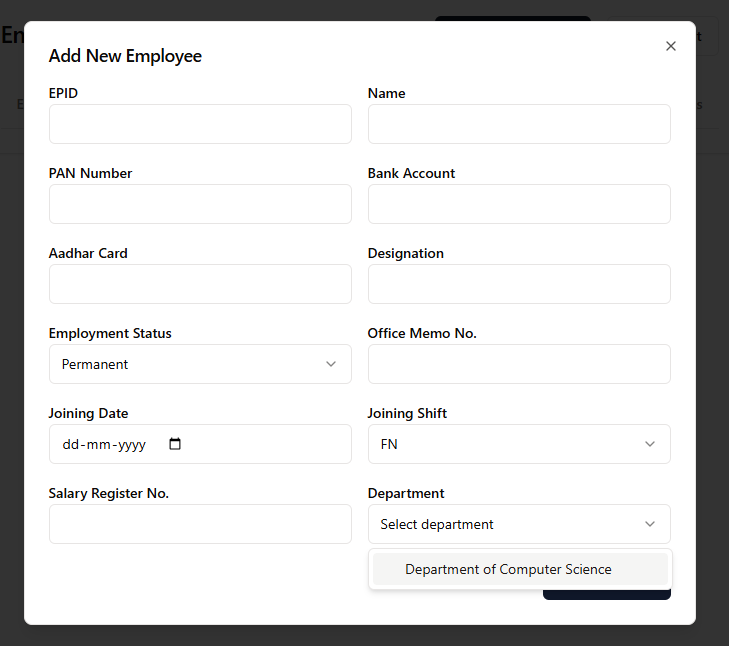 En
Add New Employee
EPID
Name
PAN Number
Bank Account
Aadhar Card
Designation
Employment Status
Office Memo No.
Permanent
Joining Date
Joining Shift
dd-mm-yyyy
FN
Salary Register No.
Department
Select department
Department of Computer Science